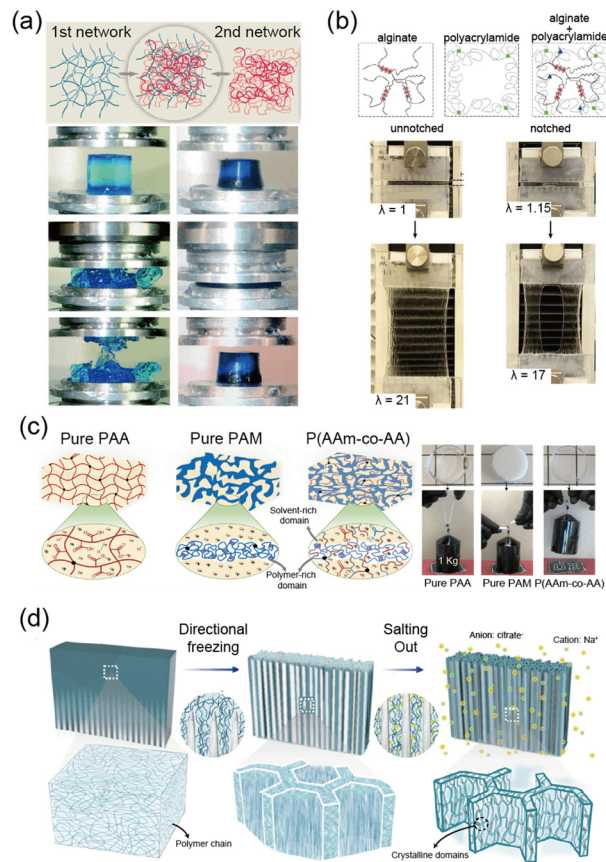 (a)
1st network
2nd network
(b)
alginate
polyacrylamide
alginate
+
polyacrylamide
unnotched
notched
λ = 1
λ = 1.15
λ = 21
λ = 17
(c)
Pure PAA
Pure PAM
P(AAm-co-AA)
Solvent-rich
domain
Polymer-rich
domain
1 Kg
Pure PAA
Pure PAM
P(AAm-co-AA)
(d)
Directional
freezing
Salting
Out
Anion: citrate-
Cation: Na⁺
Polymer chain
Crystalline domains